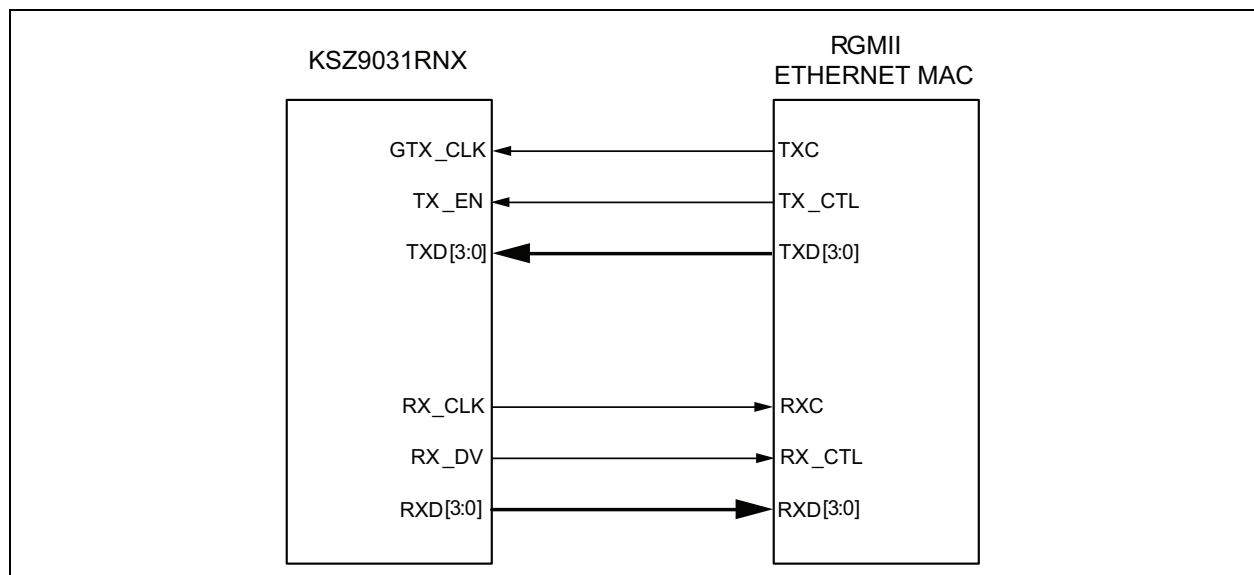 KSZ9031RNX
RGMII
ETHERNET MAC
GTX_CLK
TXC
TX_EN
TX_CTL
TXD[3:0]
TXD[3:0]
RX_CLK
RXC
RX_DV
RX_CTL
RXD[3:0]
RXD[3:0]